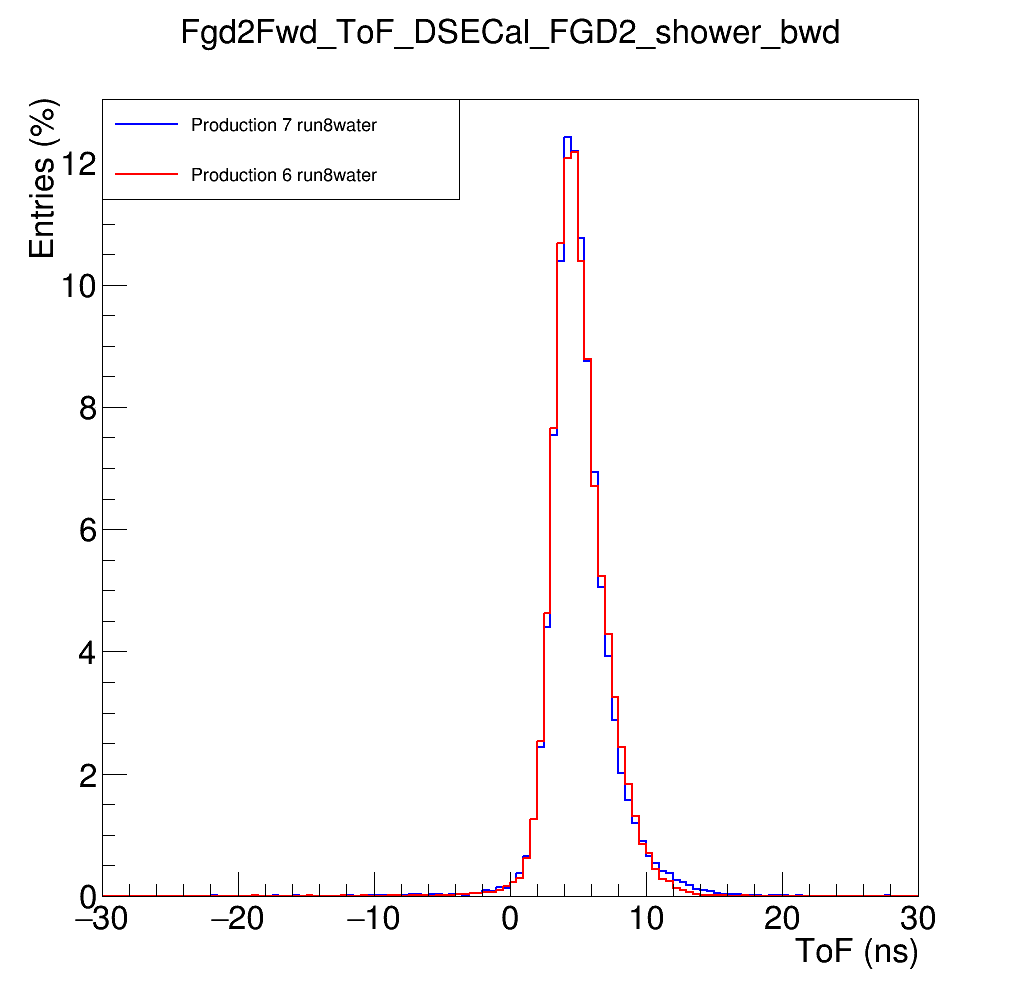 Fgd2Fwd_ToF_DSECal_FGD2_shower_bwd
Entries (%)
Production 7 run8water
Production 6 run8water
12
10
8
6
4
2
0
−30 −20 −10 0 10 20 30
ToF (ns)